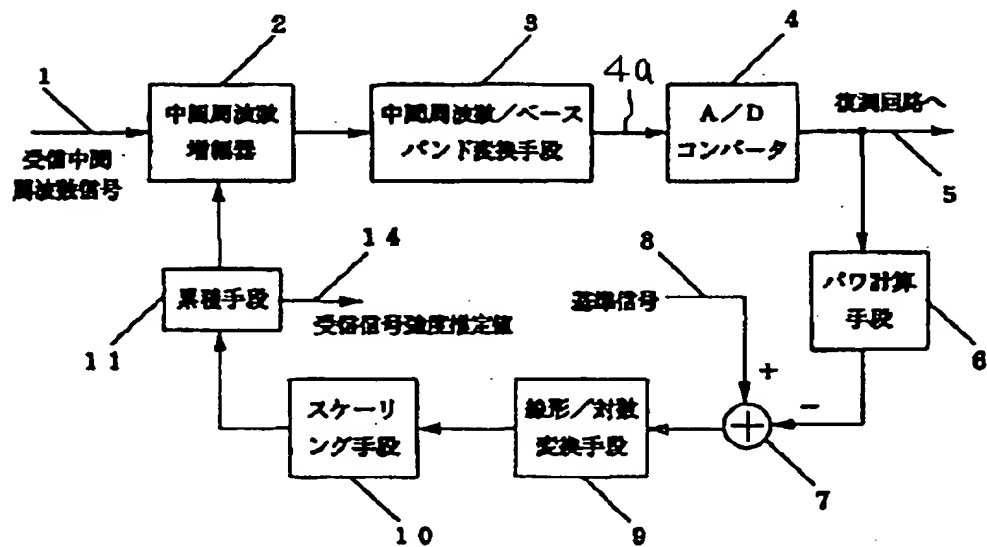 2
3
4
1
中間周波数
増幅器
中間周波数／ベース
バンド変換手段
4a
A／D
コンバータ
復調回路へ
受信中間
周波数信号
5
14
8
累積手段
受信信号強度推定値
基準信号
パワ計算
手段
11
6
＋
－
スケーリ
ング手段
線形／対数
変換手段
7
10
9